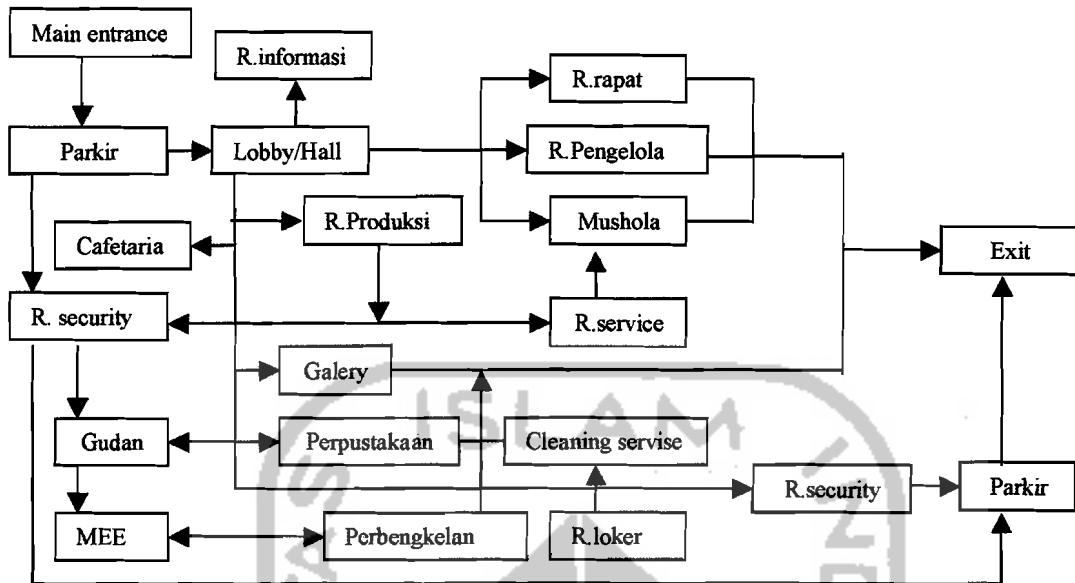 Main entrance
R.informasi
R.rapat
Parkir
Lobby/Hall
R.Pengelola
R.Produksi
Mushola
Cafetaria
Exit
R. security
R.service
Galery
ISLAM
Gudan
Perpustakaan
Cleaning servise
R.security
Parkir
MEE
Perbengkelan
R.loker